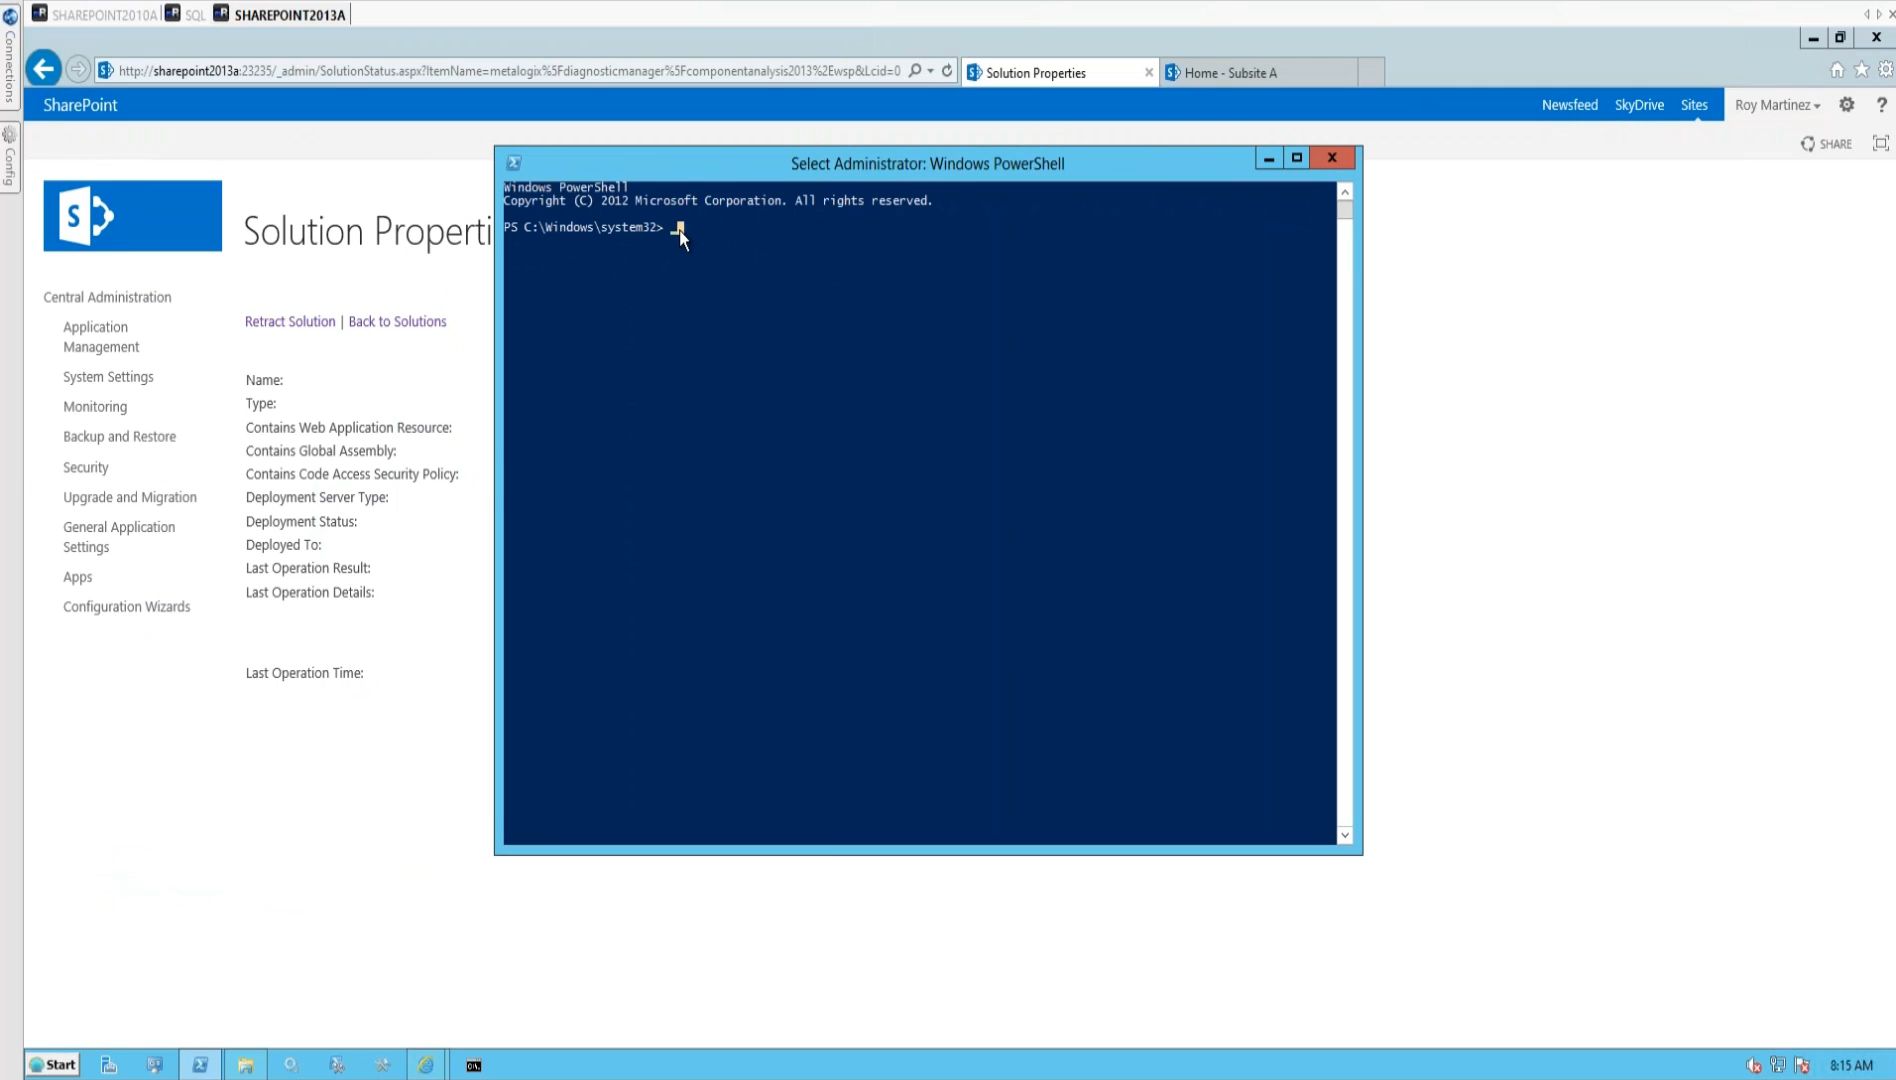 SHAREPOINT2010A SQL SHAREPOINT2013A
Connections
Config
http://sharepoint2013a:23235/_admin/SolutionStatus.aspx?ItemName=metalogix%5Fdiagnosticmanager%5Fcomponentanalysis2013%2Ewsp&Lcid=0
Solution Properties
Home - Subsite A
SharePoint
Newsfeed SkyDrive Sites Roy Martinez
SHARE
Select Administrator: Windows PowerShell
Windows PowerShell
Copyright (C) 2012 Microsoft Corporation. All rights reserved.
PS C:\Windows\system32> _
Solution Properti
Central Administration
Application
Management
System Settings
Monitoring
Backup and Restore
Security
Upgrade and Migration
General Application
Settings
Apps
Configuration Wizards
Retract Solution | Back to Solutions
Name:
Type:
Contains Web Application Resource:
Contains Global Assembly:
Contains Code Access Security Policy:
Deployment Server Type:
Deployment Status:
Deployed To:
Last Operation Result:
Last Operation Details:
Last Operation Time:
Start
8:15 AM